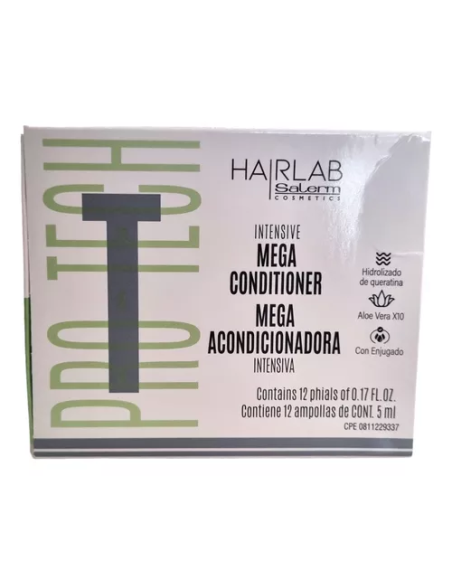 PRO·TECH
T
HAIRLAB
Salerm
COSMETICS
INTENSIVE
MEGA
CONDITIONER
MEGA
ACONDICIONADORA
INTENSIVA
Hidrolizado
de queratina
Aloe Vera X10
Con Enjugado
Contains 12 phials of 0.17 FL.OZ.
Contiene 12 ampollas de CONT. 5 ml
CPE 0811229337